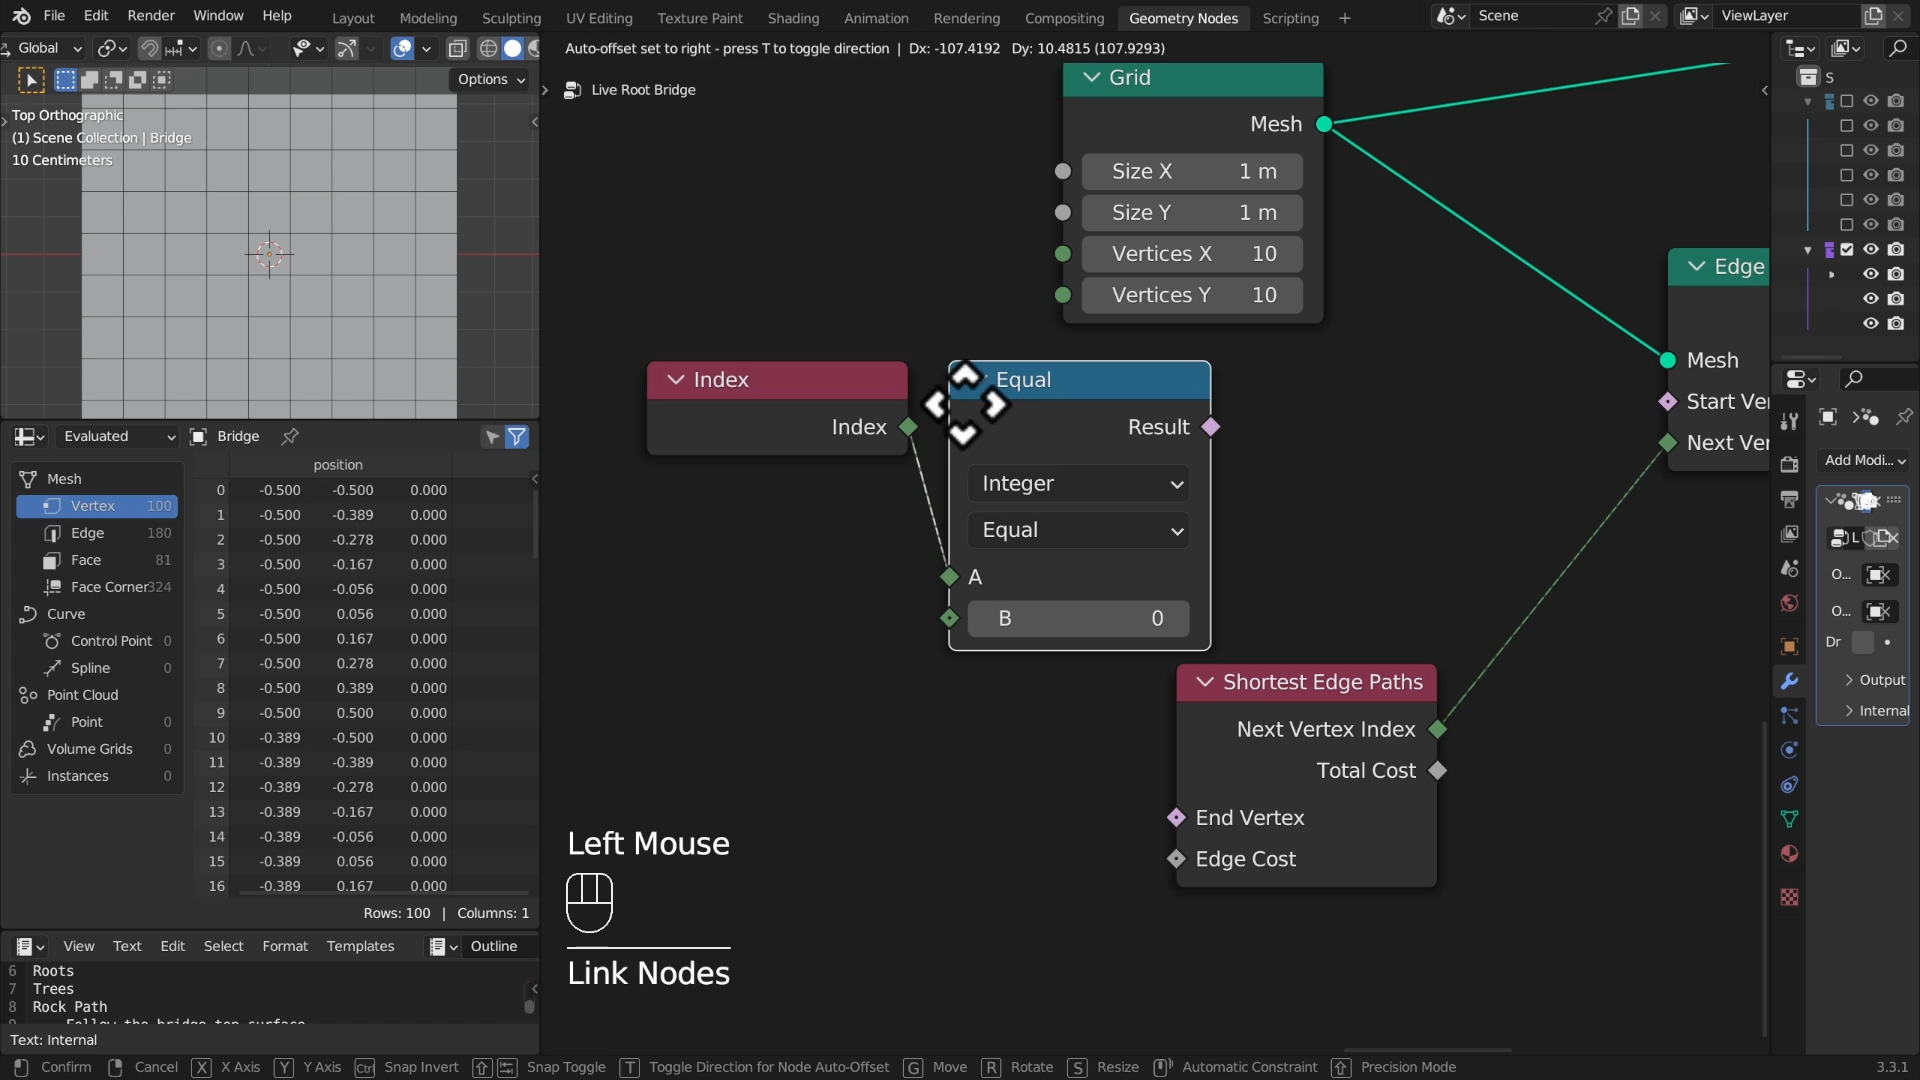 File Edit Render Window Help Layout Modeling Sculpting UV Editing Texture Paint Shading Animation Rendering Compositing Geometry Nodes Scripting Scene ViewLayer
Global
Options
Auto-offset set to right - press T to toggle direction | Dx: -107.4192 Dy: 10.4815 (107.9293)
Live Root Bridge
Top Orthographic
(1) Scene Collection | Bridge
10 Centimeters
Grid
Mesh
Size X 1 m
Size Y 1 m
Vertices X 10
Vertices Y 10
Index
Index
Equal
Result
Integer
Equal
A
B 0
Edge
Mesh
Start Ver
Next Ver
Shortest Edge Paths
Next Vertex Index
Total Cost
End Vertex
Edge Cost
Left Mouse
Link Nodes
Evaluated Bridge
Mesh
Vertex 100
Edge 180
Face 81
Face Corner 324
Curve
Control Point 0
Spline 0
Point Cloud
Point 0
Volume Grids 0
Instances 0
position
0 -0.500 -0.500 0.000
1 -0.500 -0.389 0.000
2 -0.500 -0.278 0.000
3 -0.500 -0.167 0.000
4 -0.500 -0.056 0.000
5 -0.500 0.056 0.000
6 -0.500 0.167 0.000
7 -0.500 0.278 0.000
8 -0.500 0.389 0.000
9 -0.500 0.500 0.000
10 -0.389 -0.500 0.000
11 -0.389 -0.389 0.000
12 -0.389 -0.278 0.000
13 -0.389 -0.167 0.000
14 -0.389 -0.056 0.000
15 -0.389 0.056 0.000
16 -0.389 0.167 0.000
Rows: 100 | Columns: 1
View Text Edit Select Format Templates Outline
6 Roots
7 Trees
8 Rock Path
Text: Internal
S
Add Modi...
L
O...
O...
Dr
Output
Internal
Confirm Cancel X X Axis Y Y Axis Ctrl Snap Invert Snap Toggle T Toggle Direction for Node Auto-Offset G Move R Rotate S Resize Automatic Constraint Precision Mode 3.3.1